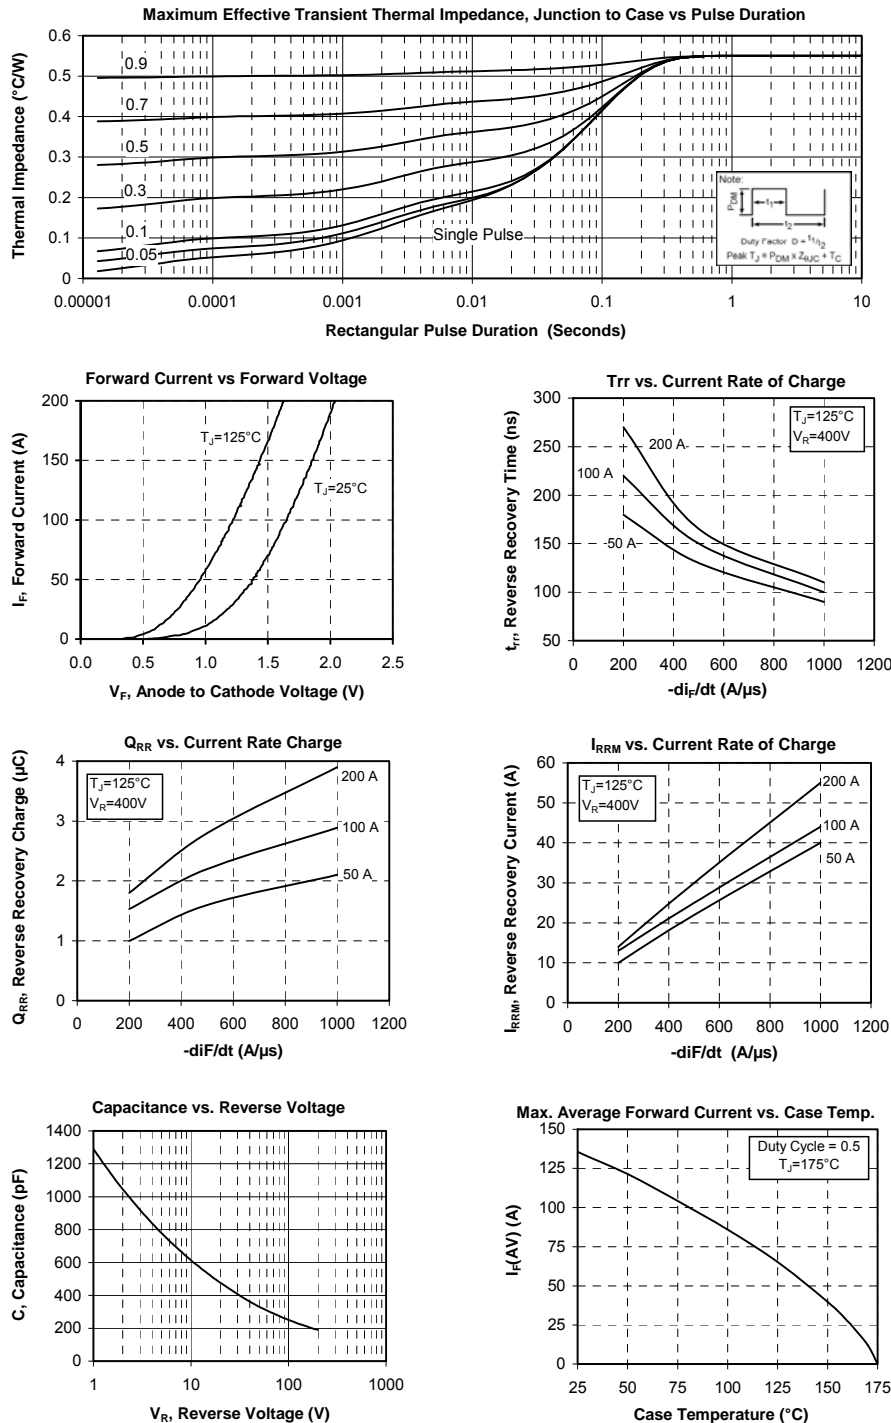 Maximum Effective Transient Thermal Impedance, Junction to Case vs Pulse Duration
Thermal Impedance (°C/W)
0.6
0.5
0.4
0.3
0.2
0.1
0
0.9
0.7
0.5
0.3
0.1
0.05
Single Pulse
Note:
PDM
t1
t2
Duty Factor D = t1/t2
Peak TJ = PDM x ZθJC + TC
0.00001 0.0001 0.001 0.01 0.1 1 10
Rectangular Pulse Duration (Seconds)
Forward Current vs Forward Voltage
IF, Forward Current (A)
200
150
100
50
0
TJ=125°C
TJ=25°C
0.0 0.5 1.0 1.5 2.0 2.5
VF, Anode to Cathode Voltage (V)
Trr vs. Current Rate of Charge
trr, Reverse Recovery Time (ns)
300
250
200
150
100
50
TJ=125°C
VR=400V
200 A
100 A
50 A
0 200 400 600 800 1000 1200
-diF/dt (A/µs)
QRR vs. Current Rate Charge
QRR, Reverse Recovery Charge (µC)
4
3
2
1
0
TJ=125°C
VR=400V
200 A
100 A
50 A
0 200 400 600 800 1000 1200
-diF/dt (A/µs)
IRRM vs. Current Rate of Charge
IRRM, Reverse Recovery Current (A)
60
50
40
30
20
10
0
TJ=125°C
VR=400V
200 A
100 A
50 A
0 200 400 600 800 1000 1200
-diF/dt (A/µs)
Capacitance vs. Reverse Voltage
C, Capacitance (pF)
1400
1200
1000
800
600
400
200
0
1 10 100 1000
VR, Reverse Voltage (V)
Max. Average Forward Current vs. Case Temp.
IF(AV) (A)
150
125
100
75
50
25
0
Duty Cycle = 0.5
TJ=175°C
25 50 75 100 125 150 175
Case Temperature (°C)